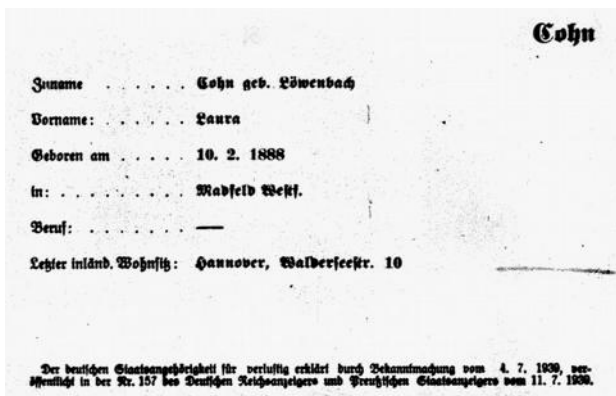 Cohn
Zuname . . . . . . Cohn geb. Löwenbach
Vorname: . . . . . . Laura
Geboren am . . . . . 10. 2. 1888
in: . . . . . . . . . Madfeld Westf.
Beruf: . . . . . . . . —
Letzter inländ. Wohnsitz: Hannover, Walderseestr. 10
Der deutschen Staatsangehörigkeit für verlustig erklärt durch Bekanntmachung vom 4. 7. 1939, ver-
öffentlicht in der Nr. 157 des Deutschen Reichsanzeigers und Preußischen Staatsanzeigers vom 11. 7. 1939.